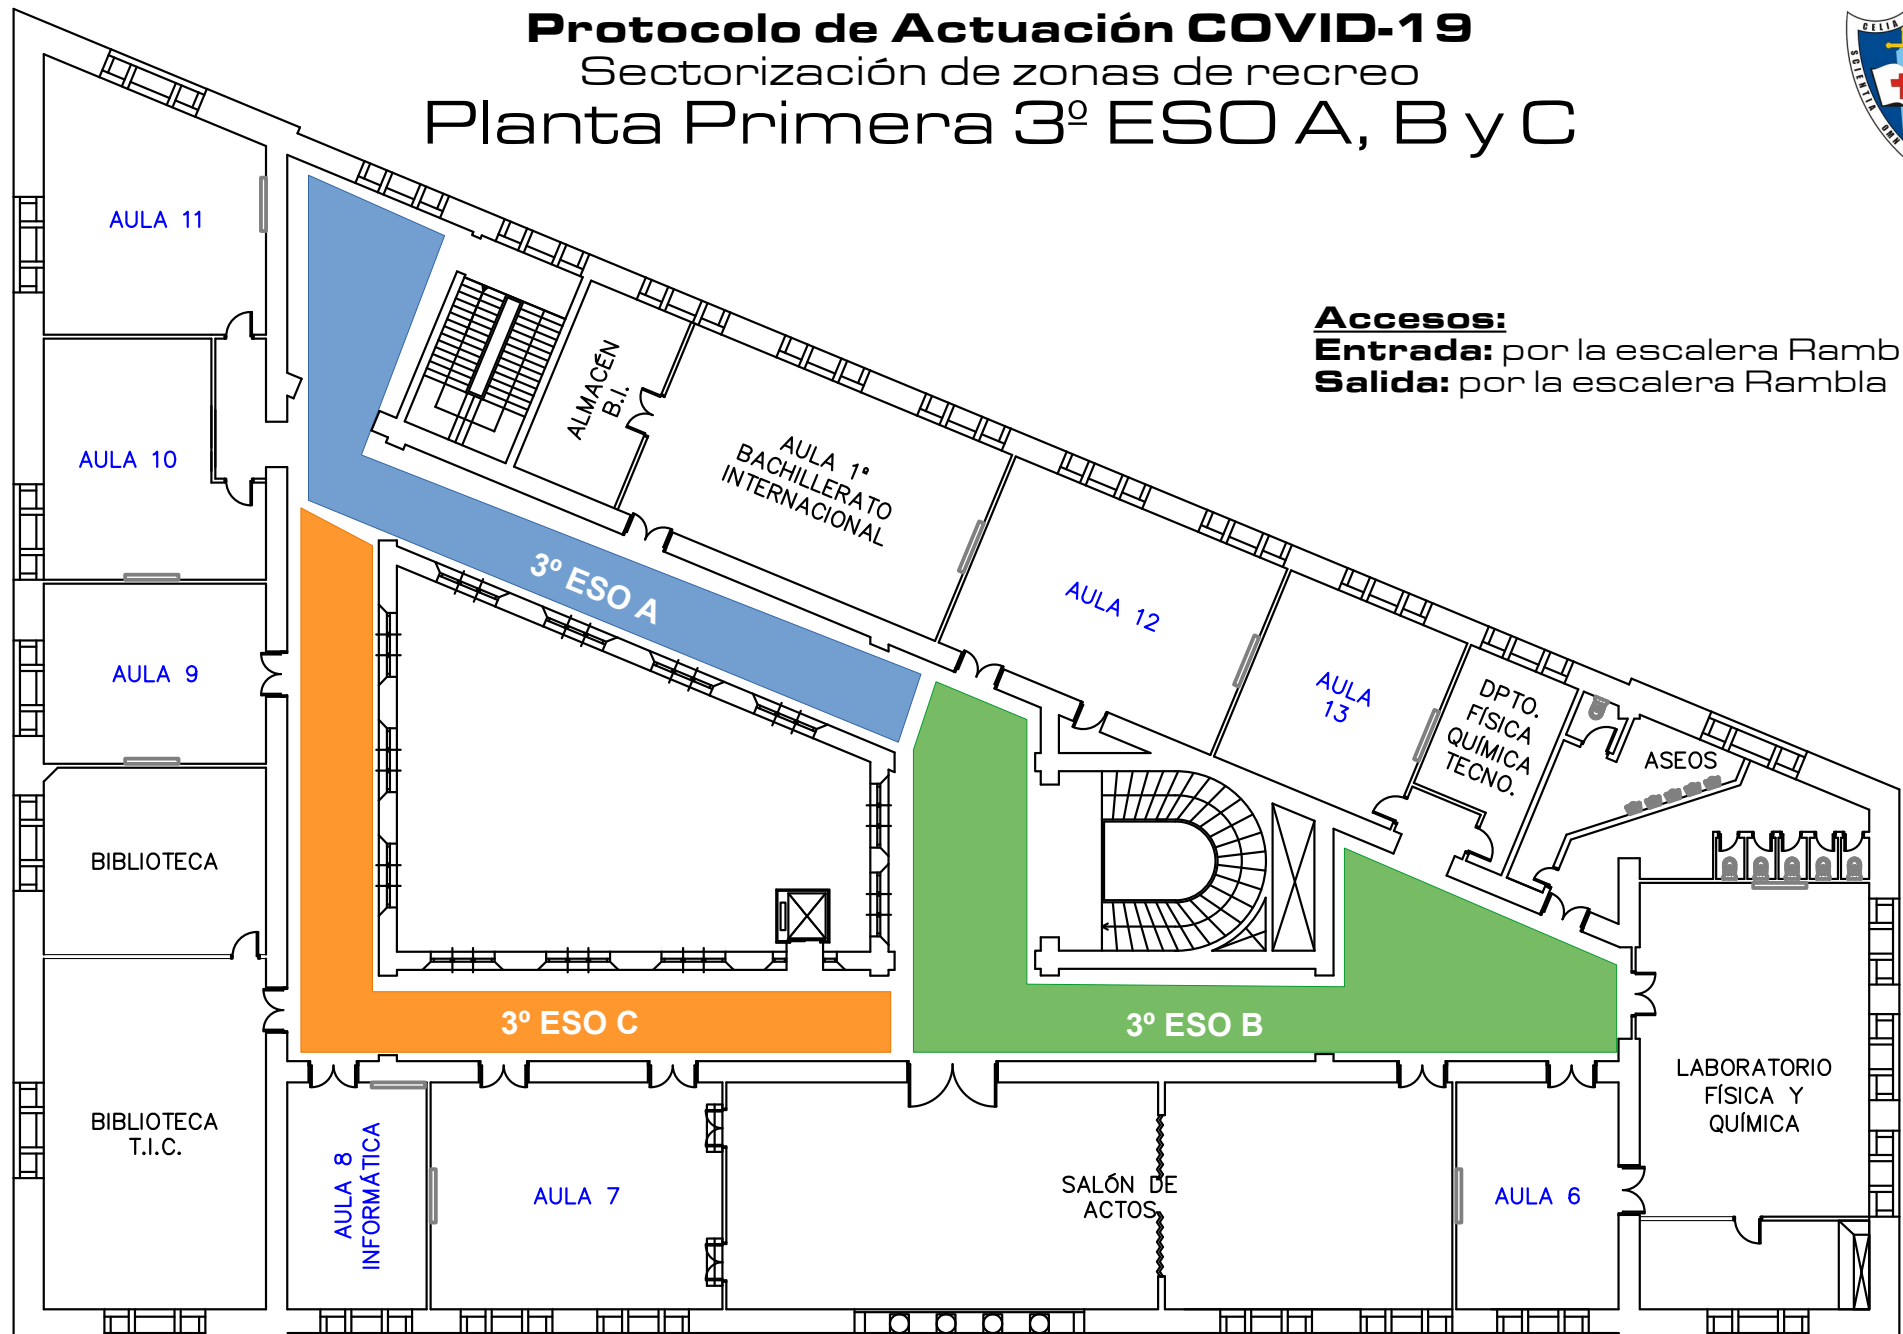 Protocolo de Actuación COVID-19
Sectorización de zonas de recreo
Planta Primera 3º ESO A, B y C
CELIA
SCIENTIA
OMN
Accesos:
Entrada: por la escalera Ramb
Salida: por la escalera Rambla
AULA 11
AULA 10
AULA 9
BIBLIOTECA
BIBLIOTECA
T.I.C.
ALMACÉN
B.I.
AULA 1º
BACHILLERATO
INTERNACIONAL
AULA 12
AULA
13
DPTO.
FÍSICA
QUÍMICA
TECNO.
ASEOS
3º ESO A
3º ESO C
3º ESO B
LABORATORIO
FÍSICA Y
QUÍMICA
AULA 8
INFORMÁTICA
AULA 7
SALÓN DE
ACTOS
AULA 6